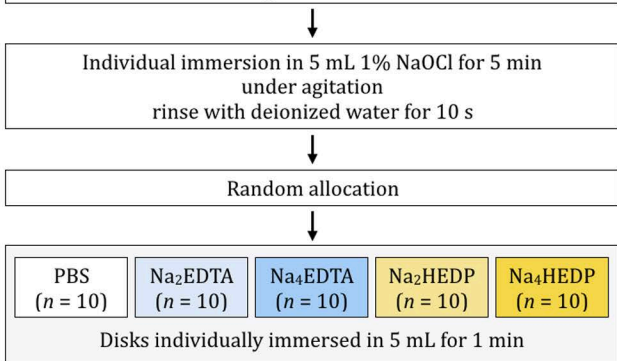 Individual immersion in 5 mL 1% NaOCl for 5 min
under agitation
rinse with deionized water for 10 s
Random allocation
PBS Na₂EDTA Na₄EDTA Na₂HEDP Na₄HEDP
(n = 10) (n = 10) (n = 10) (n = 10) (n = 10)
Disks individually immersed in 5 mL for 1 min